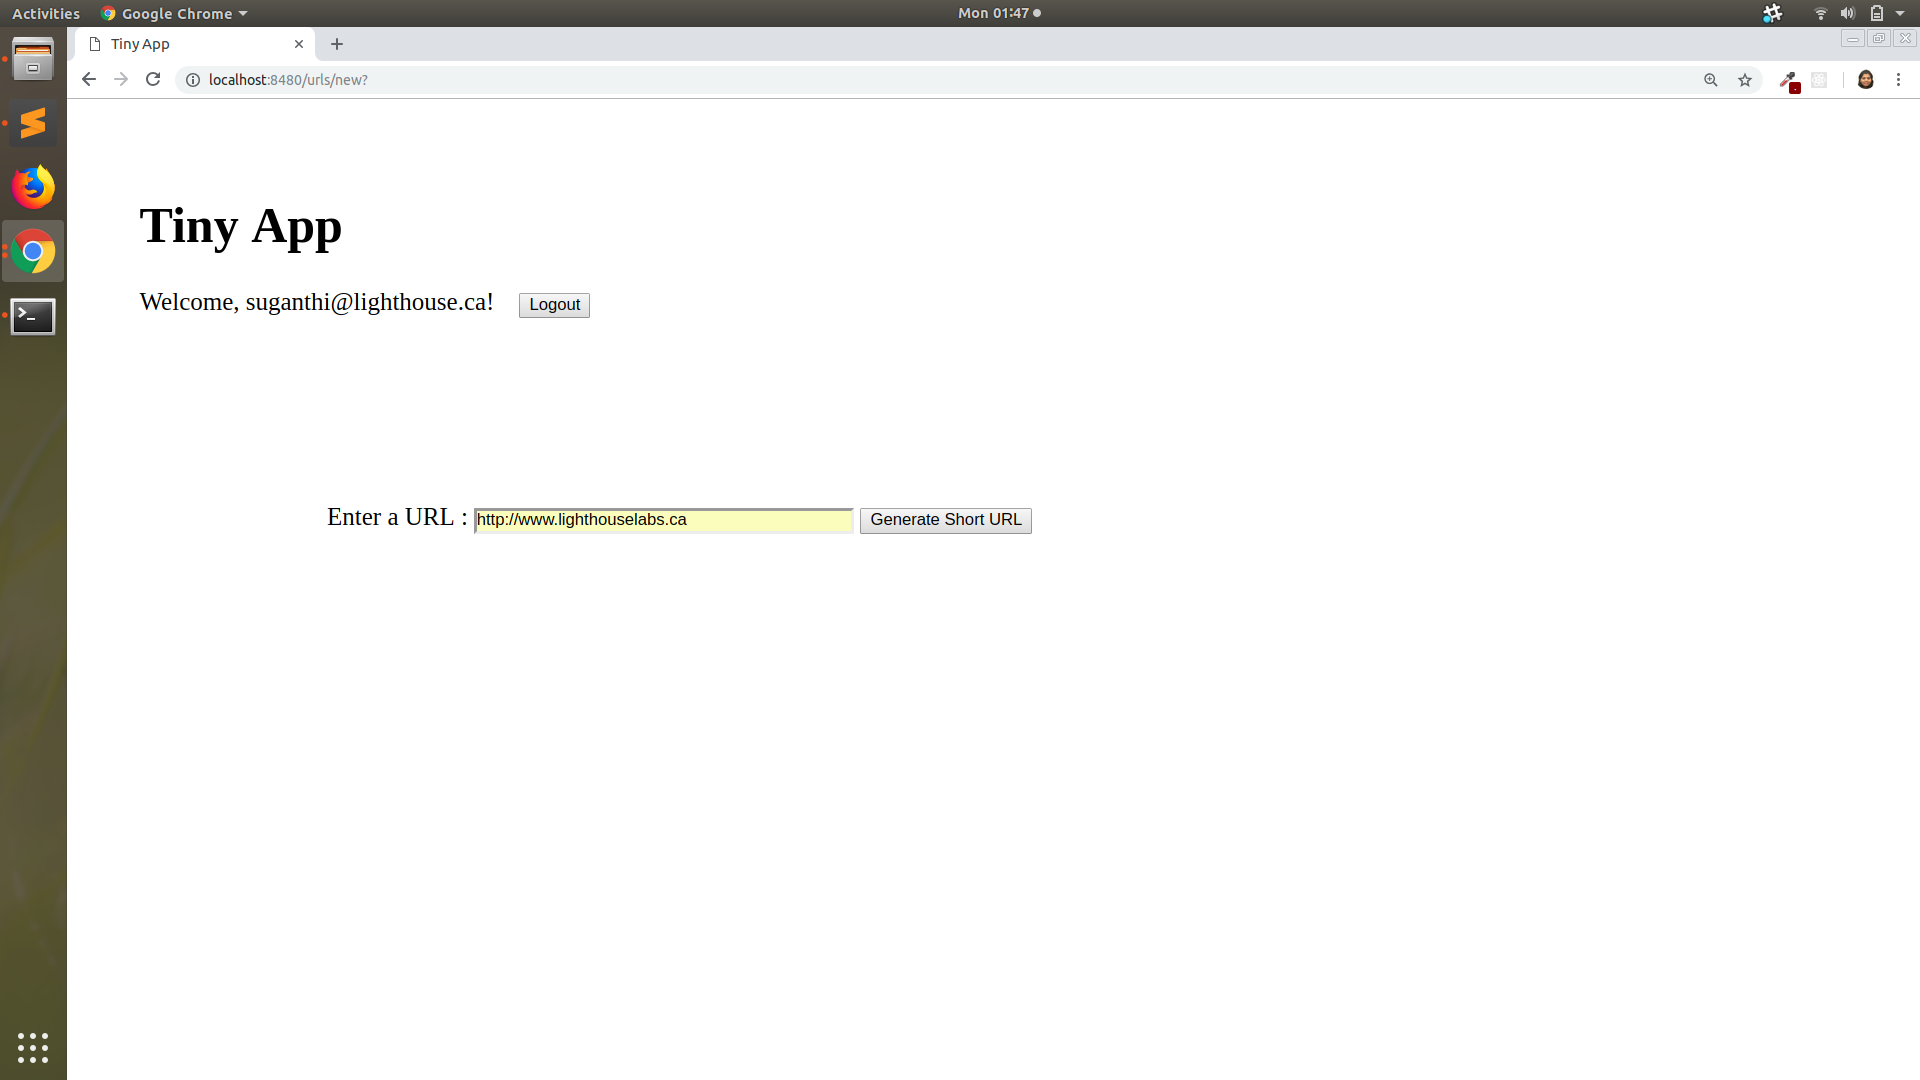 Activities Google Chrome Mon 01:47
Tiny App
localhost:8480/urls/new?
Tiny App
Welcome, suganthi@lighthouse.ca! Logout
Enter a URL : http://www.lighthouselabs.ca Generate Short URL